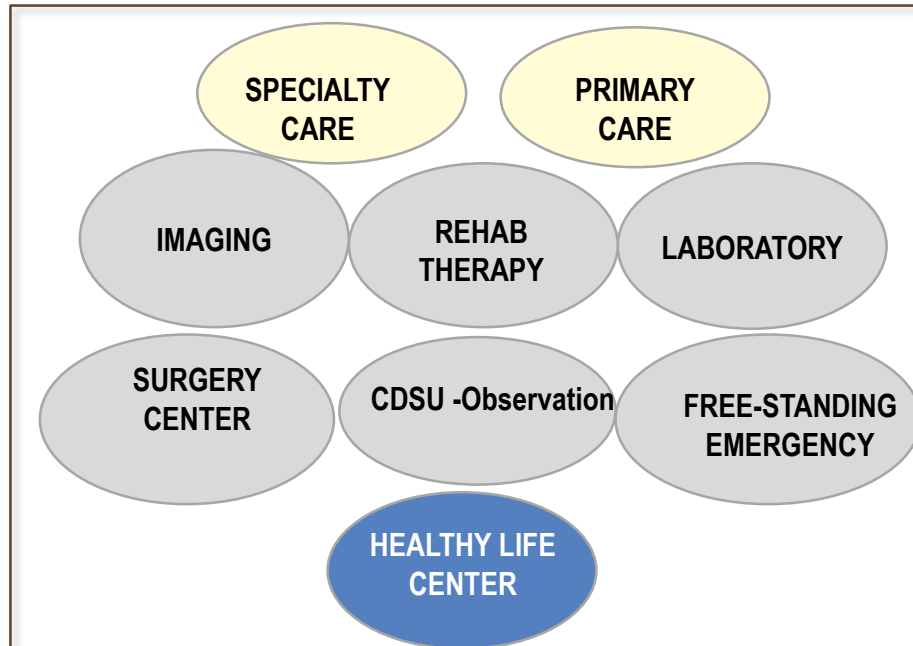 SPECIALTY
CARE
PRIMARY
CARE
IMAGING
REHAB
THERAPY
LABORATORY
SURGERY
CENTER
CDSU -Observation
FREE-STANDING
EMERGENCY
HEALTHY LIFE
CENTER